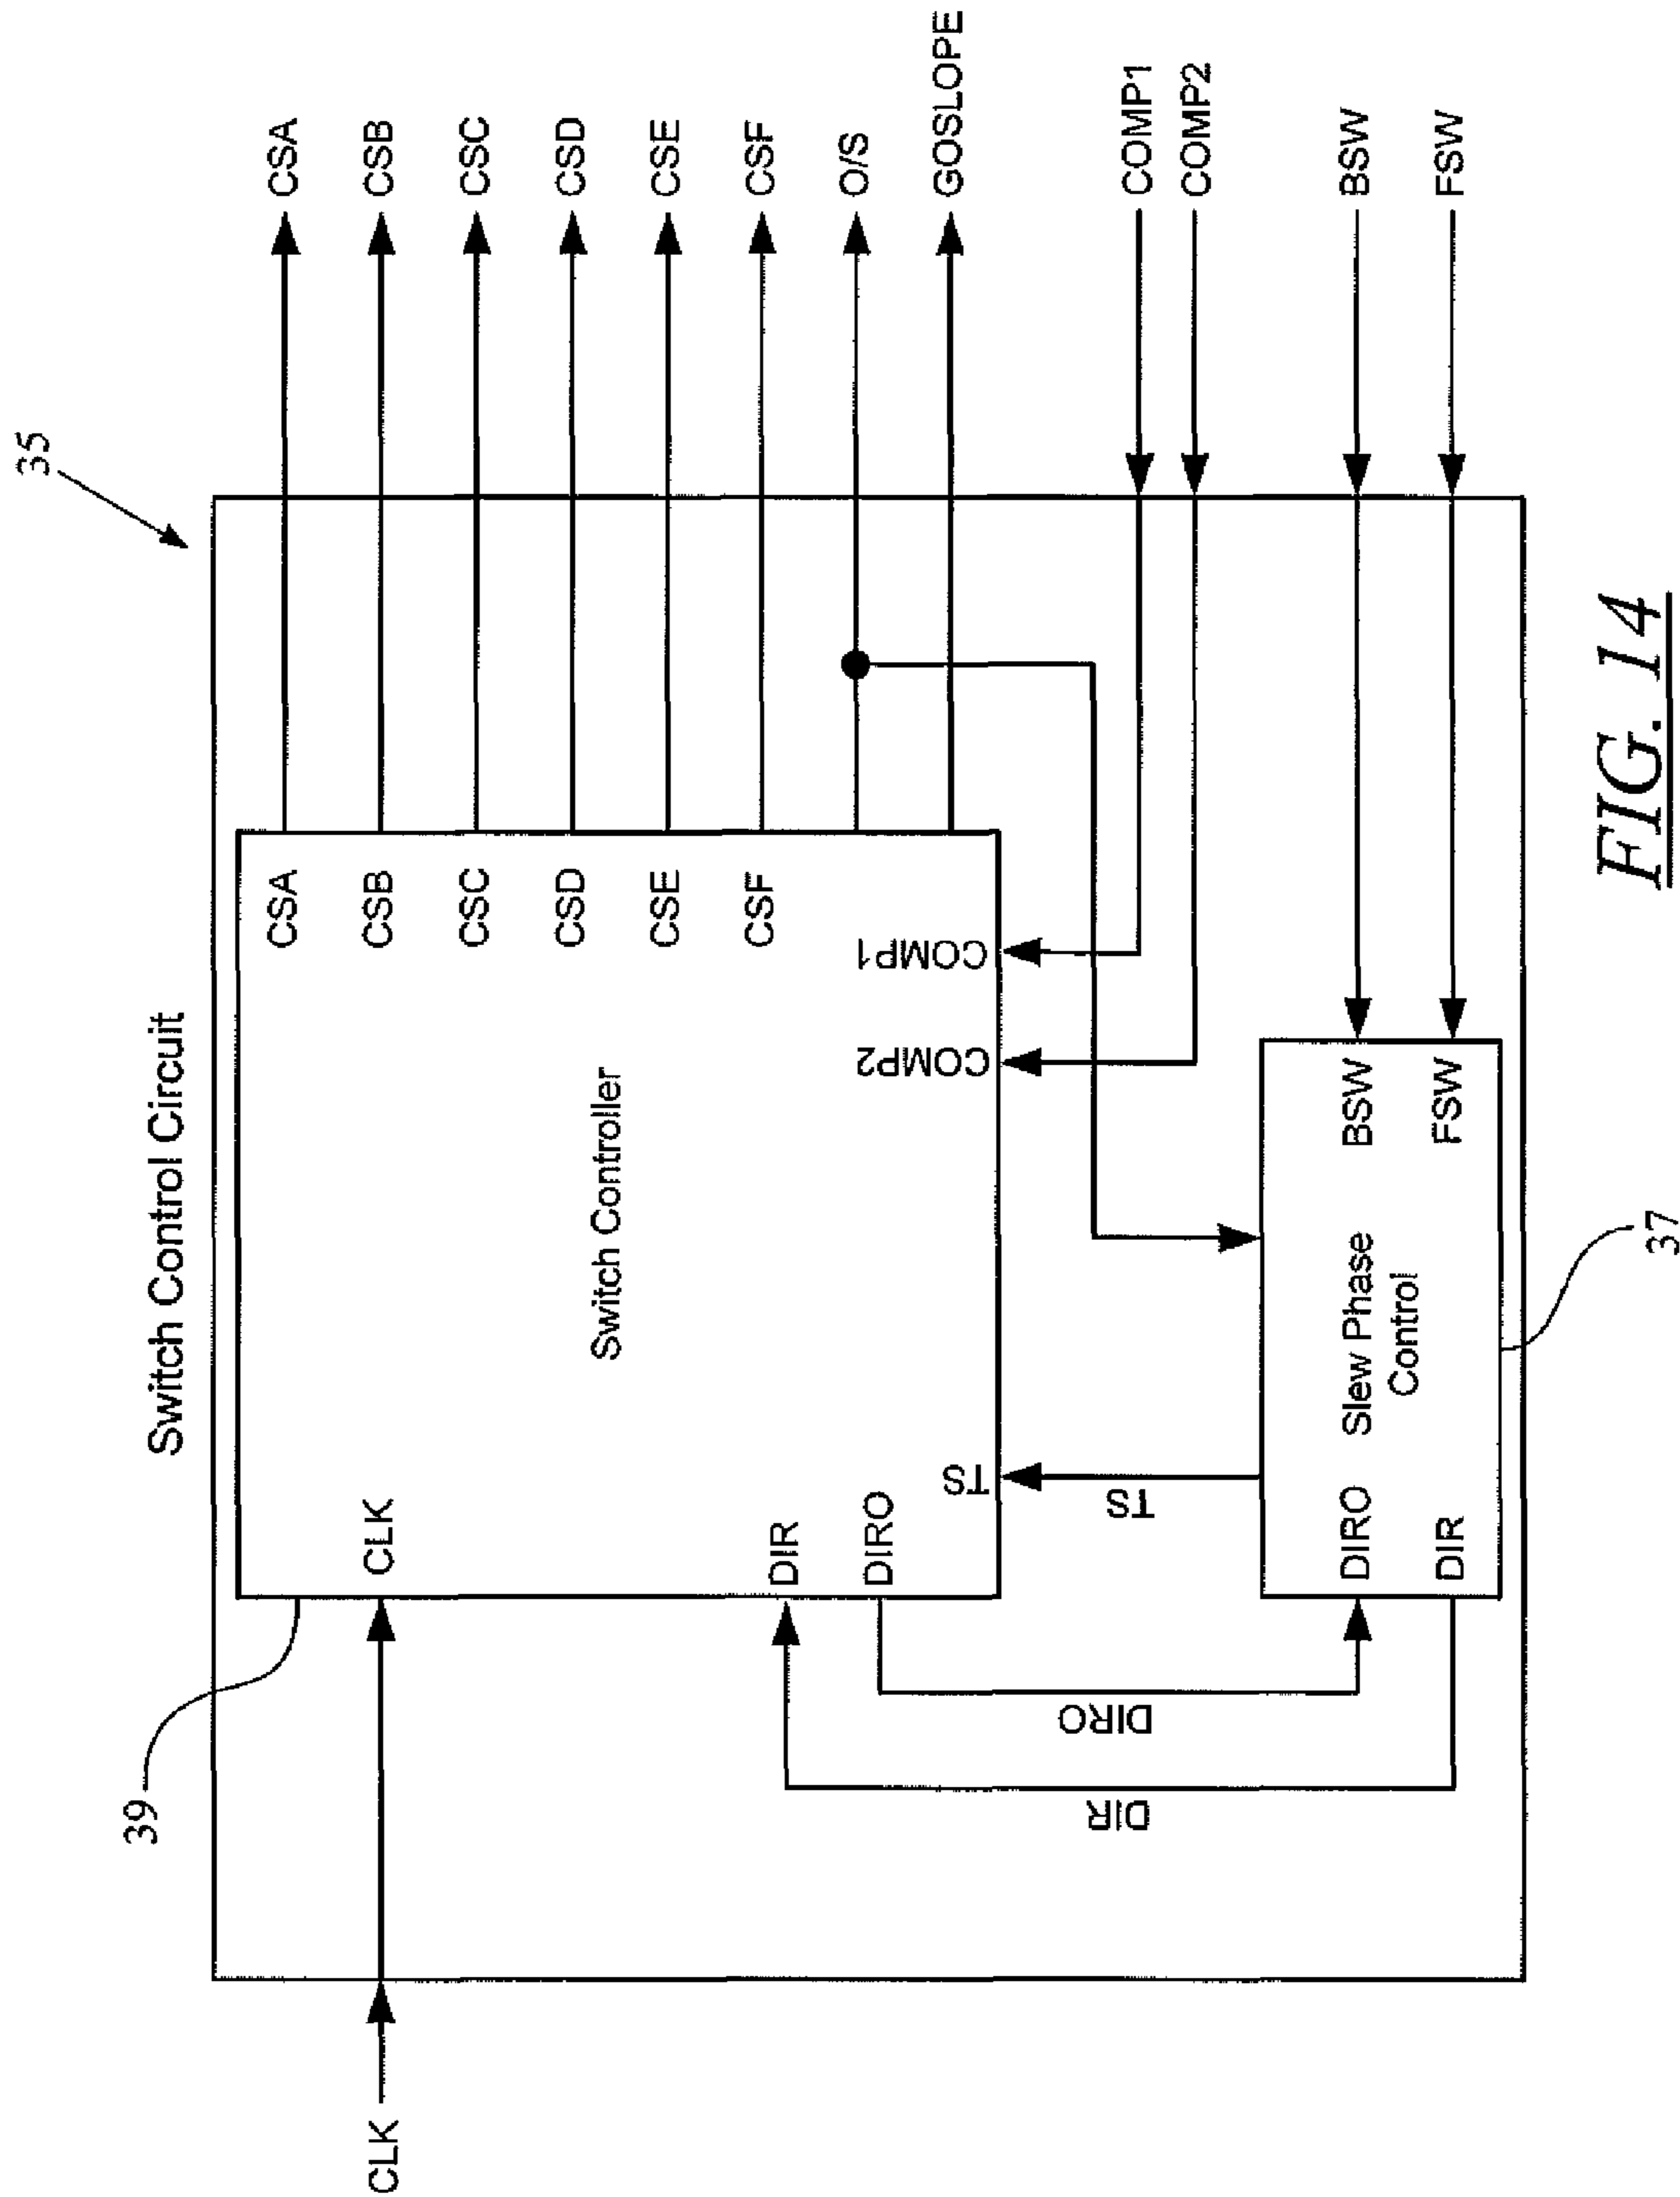 35
Switch Control Circuit
39
CLK
CLK
Switch Controller
CSA
CSB
CSC
CSD
CSE
CSF
CSA
CSB
CSC
CSD
CSE
CSF
O/S
GOSLOPE
DIR
DIRO
TS
COMP2
COMP1
COMP1
COMP2
DIR
DIRO
TS
DIRO
DIR
Slew Phase
Control
BSW
FSW
BSW
FSW
37
FIG. 14